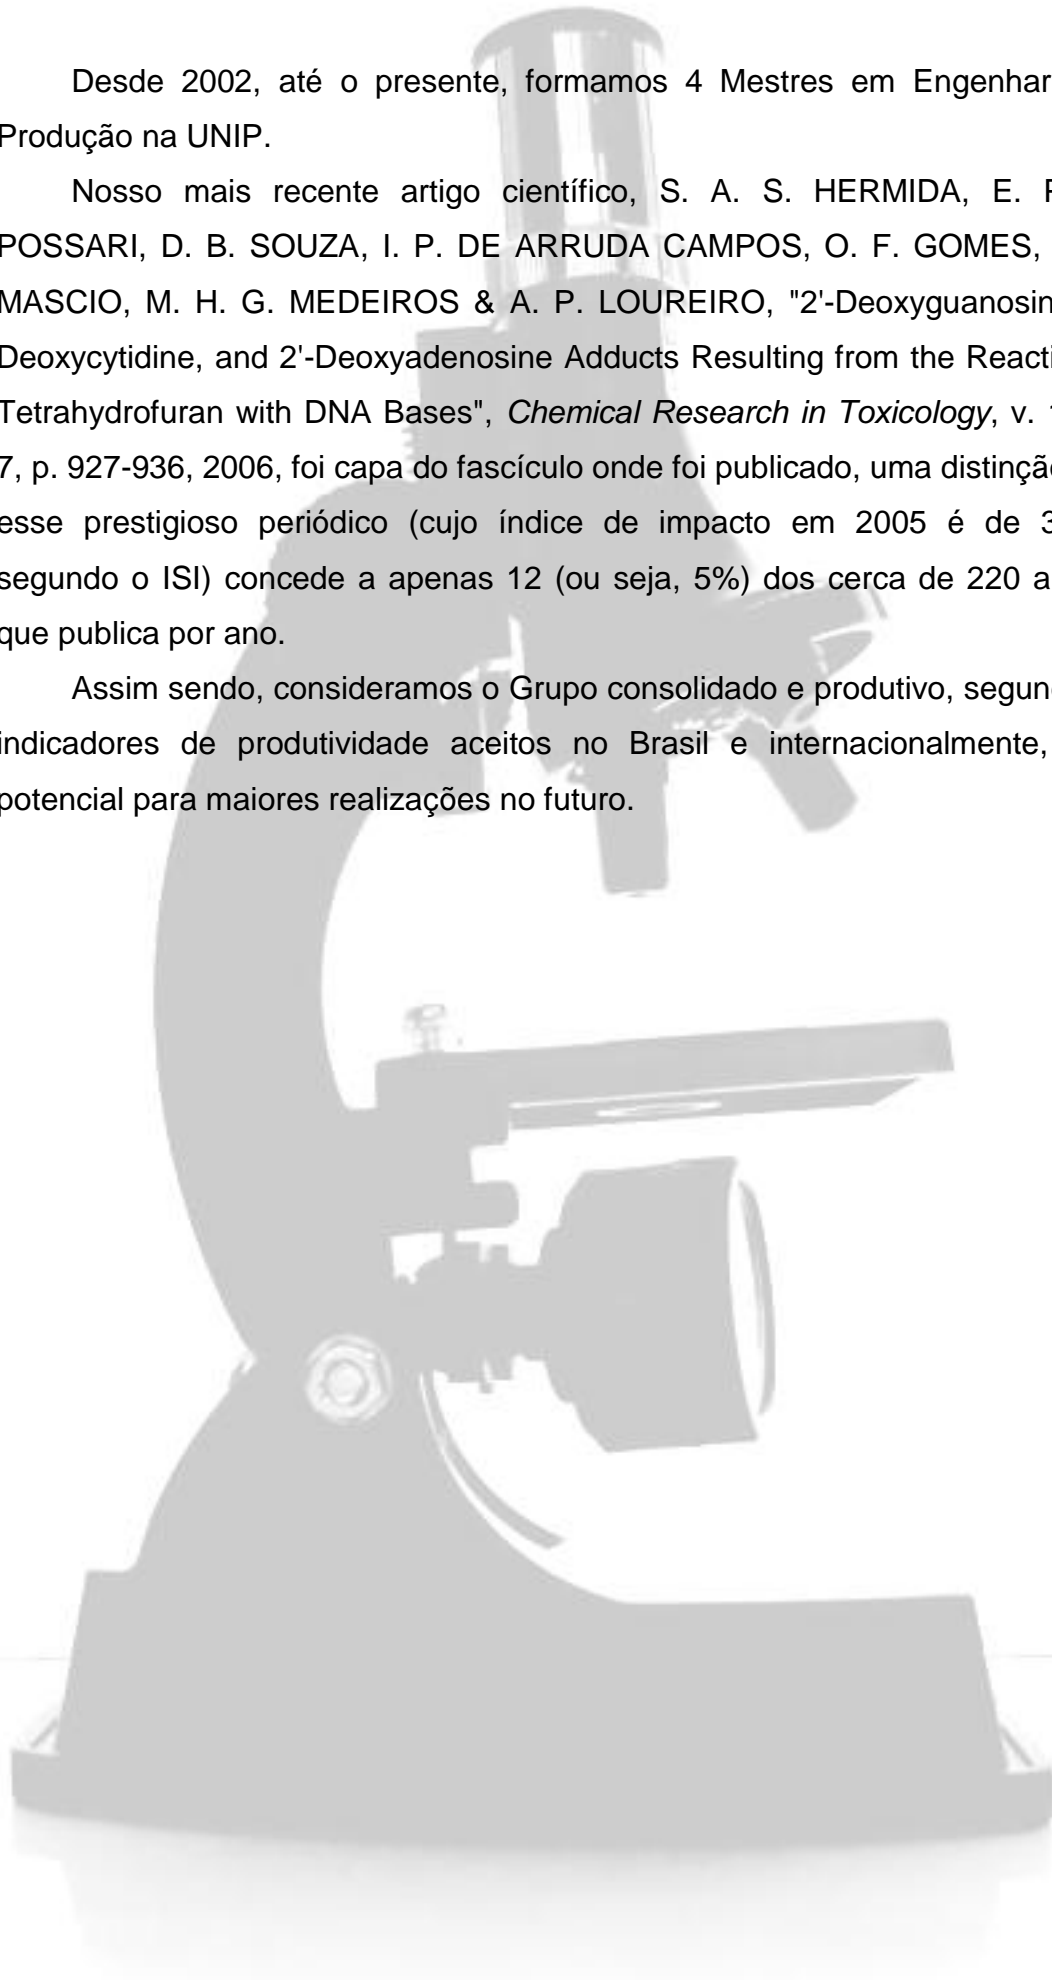 Desde 2002, até o presente, formamos 4 Mestres em Engenhar
Produção na UNIP.
Nosso mais recente artigo científico, S. A. S. HERMIDA, E. P
POSSARI, D. B. SOUZA, I. P. DE ARRUDA CAMPOS, O. F. GOMES,
MASCIO, M. H. G. MEDEIROS & A. P. LOUREIRO, "2'-Deoxyguanosin
Deoxycytidine, and 2'-Deoxyadenosine Adducts Resulting from the Reacti
Tetrahydrofuran with DNA Bases", Chemical Research in Toxicology, v. 1
7, p. 927-936, 2006, foi capa do fascículo onde foi publicado, uma distinçã
esse prestigioso periódico (cujo índice de impacto em 2005 é de 3
segundo o ISI) concede a apenas 12 (ou seja, 5%) dos cerca de 220 a
que publica por ano.
Assim sendo, consideramos o Grupo consolidado e produtivo, segun
indicadores de produtividade aceitos no Brasil e internacionalmente,
potencial para maiores realizações no futuro.